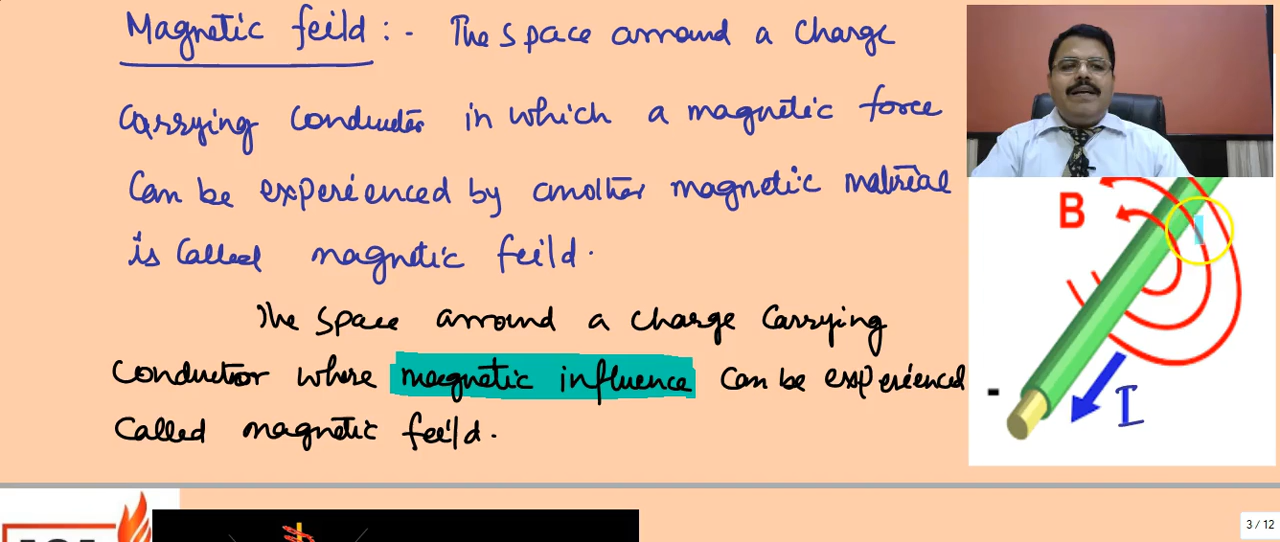 Magnetic feild :- The space arround a charge
carrying conductor in which a magnetic force
can be experienced by another magnetic material
is called magnetic feild.
The space arround a charge carrying
conductor where magnetic influence can be experienced
called magnetic feild.
B
I
-
3 / 12